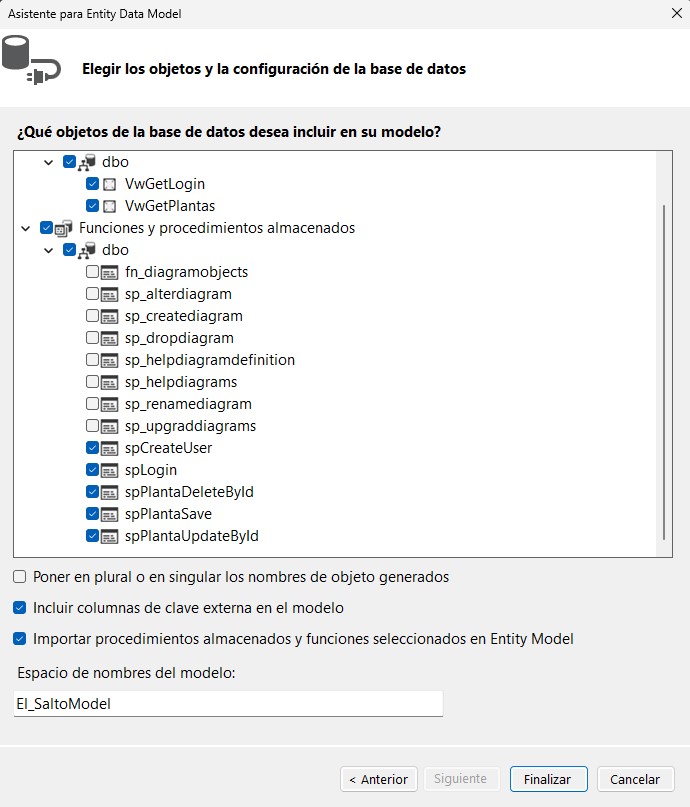 Asistente para Entity Data Model
Elegir los objetos y la configuración de la base de datos
¿Qué objetos de la base de datos desea incluir en su modelo?
dbo
VwGetLogin
VwGetPlantas
Funciones y procedimientos almacenados
dbo
fn_diagramobjects
sp_alterdiagram
sp_creatediagram
sp_dropdiagram
sp_helpdiagramdefinition
sp_helpdiagrams
sp_renamediagram
sp_upgraddiagrams
spCreateUser
spLogin
spPlantaDeleteById
spPlantaSave
spPlantaUpdateById
Poner en plural o en singular los nombres de objeto generados
Incluir columnas de clave externa en el modelo
Importar procedimientos almacenados y funciones seleccionados en Entity Model
Espacio de nombres del modelo:
El_SaltoModel
< Anterior
Siguiente
Finalizar
Cancelar